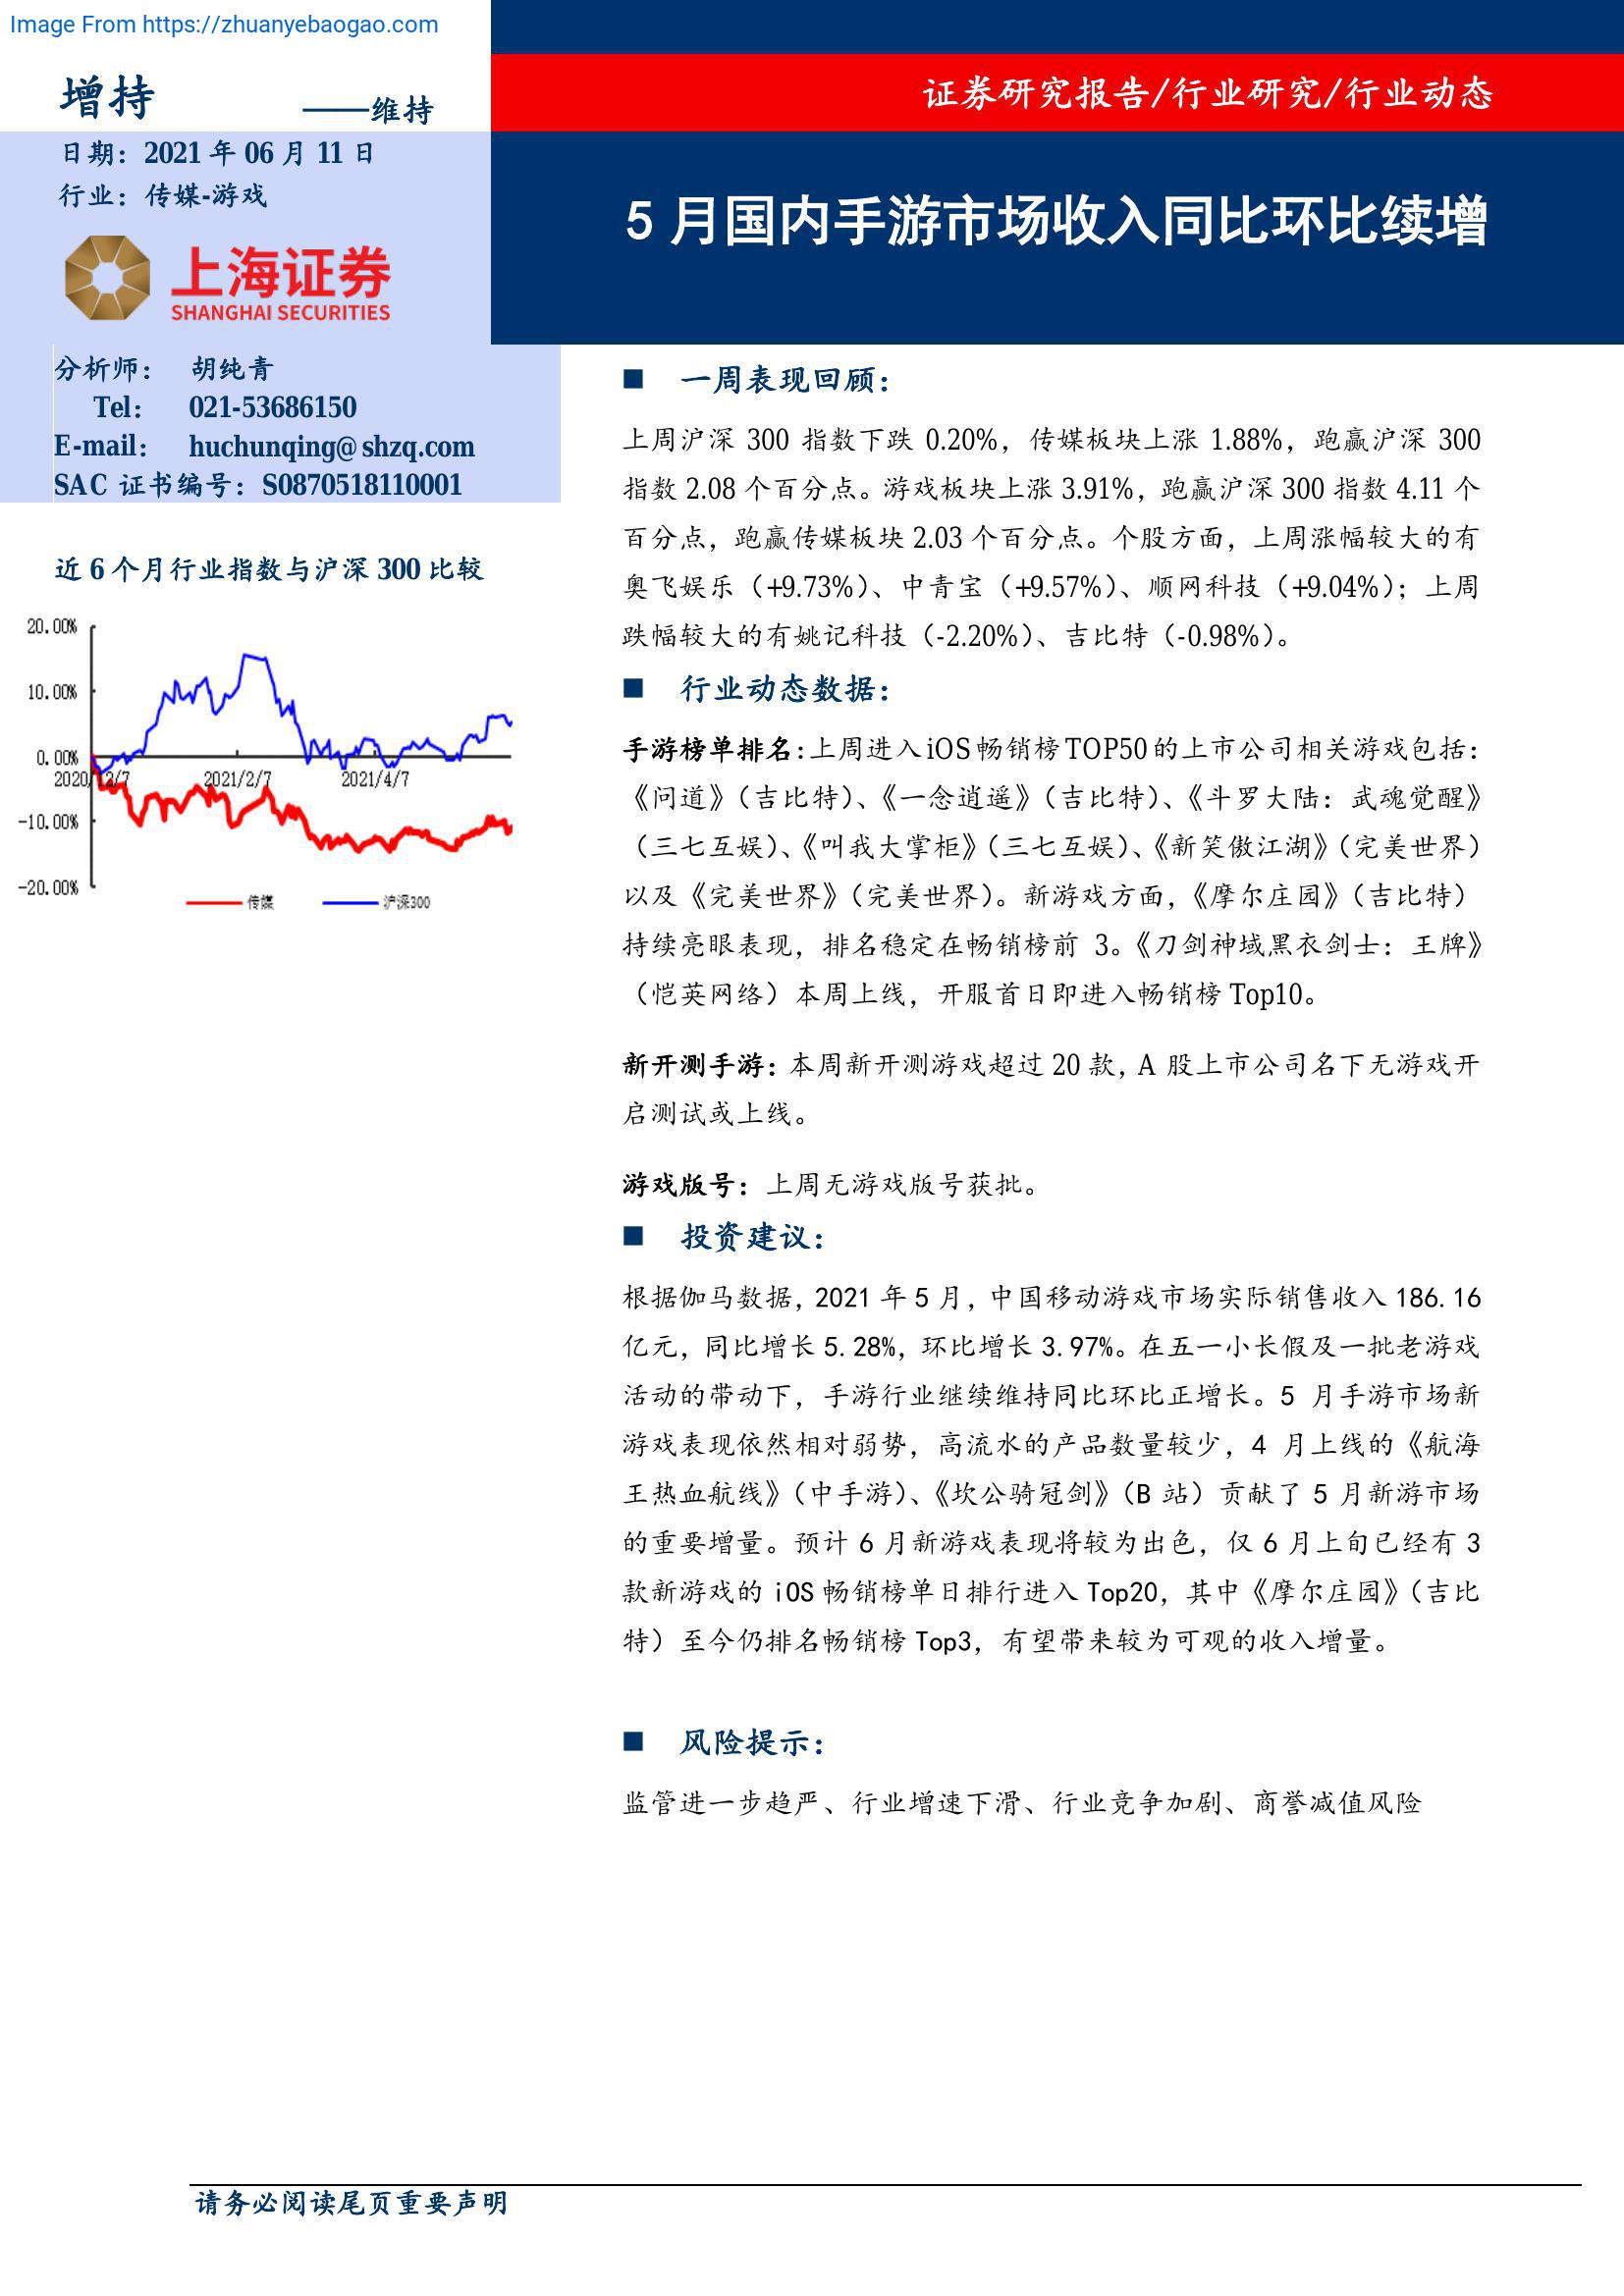 Image From https://zhuanyebaogao.com
增持 ——维持
日期：2021 年 06 月 11 日
行业：传媒-游戏
上海证券
SHANGHAI SECURITIES
分析师： 胡纯青
Tel： 021-53686150
E-mail： huchunqing@shzq.com
SAC 证书编号：S0870518110001
近 6 个月行业指数与沪深 300 比较
20.00%
10.00%
0.00%
2020/12/7 2021/2/7 2021/4/7
-10.00%
-20.00%
传媒 沪深300
证券研究报告/行业研究/行业动态
5 月国内手游市场收入同比环比续增
■ 一周表现回顾：
上周沪深 300 指数下跌 0.20%，传媒板块上涨 1.88%，跑赢沪深 300
指数 2.08 个百分点。游戏板块上涨 3.91%，跑赢沪深 300 指数 4.11 个
百分点，跑赢传媒板块 2.03 个百分点。个股方面，上周涨幅较大的有
奥飞娱乐（+9.73%）、中青宝（+9.57%）、顺网科技（+9.04%）；上周
跌幅较大的有姚记科技（-2.20%）、吉比特（-0.98%）。
■ 行业动态数据：
手游榜单排名：上周进入 iOS 畅销榜 TOP50 的上市公司相关游戏包括：
《问道》（吉比特）、《一念逍遥》（吉比特）、《斗罗大陆：武魂觉醒》
（三七互娱）、《叫我大掌柜》（三七互娱）、《新笑傲江湖》（完美世界）
以及《完美世界》（完美世界）。新游戏方面，《摩尔庄园》（吉比特）
持续亮眼表现，排名稳定在畅销榜前 3。《刀剑神域黑衣剑士：王牌》
（恺英网络）本周上线，开服首日即进入畅销榜 Top10。
新开测手游：本周新开测游戏超过 20 款，A 股上市公司名下无游戏开
启测试或上线。
游戏版号：上周无游戏版号获批。
■ 投资建议：
根据伽马数据，2021 年 5 月，中国移动游戏市场实际销售收入 186.16
亿元，同比增长 5.28%，环比增长 3.97%。在五一小长假及一批老游戏
活动的带动下，手游行业继续维持同比环比正增长。5 月手游市场新
游戏表现依然相对弱势，高流水的产品数量较少，4 月上线的《航海
王热血航线》（中手游）、《坎公骑冠剑》（B 站）贡献了 5 月新游市场
的重要增量。预计 6 月新游戏表现将较为出色，仅 6 月上旬已经有 3
款新游戏的 iOS 畅销榜单日排行进入 Top20，其中《摩尔庄园》（吉比
特）至今仍排名畅销榜 Top3，有望带来较为可观的收入增量。
■ 风险提示：
监管进一步趋严、行业增速下滑、行业竞争加剧、商誉减值风险
请务必阅读尾页重要声明